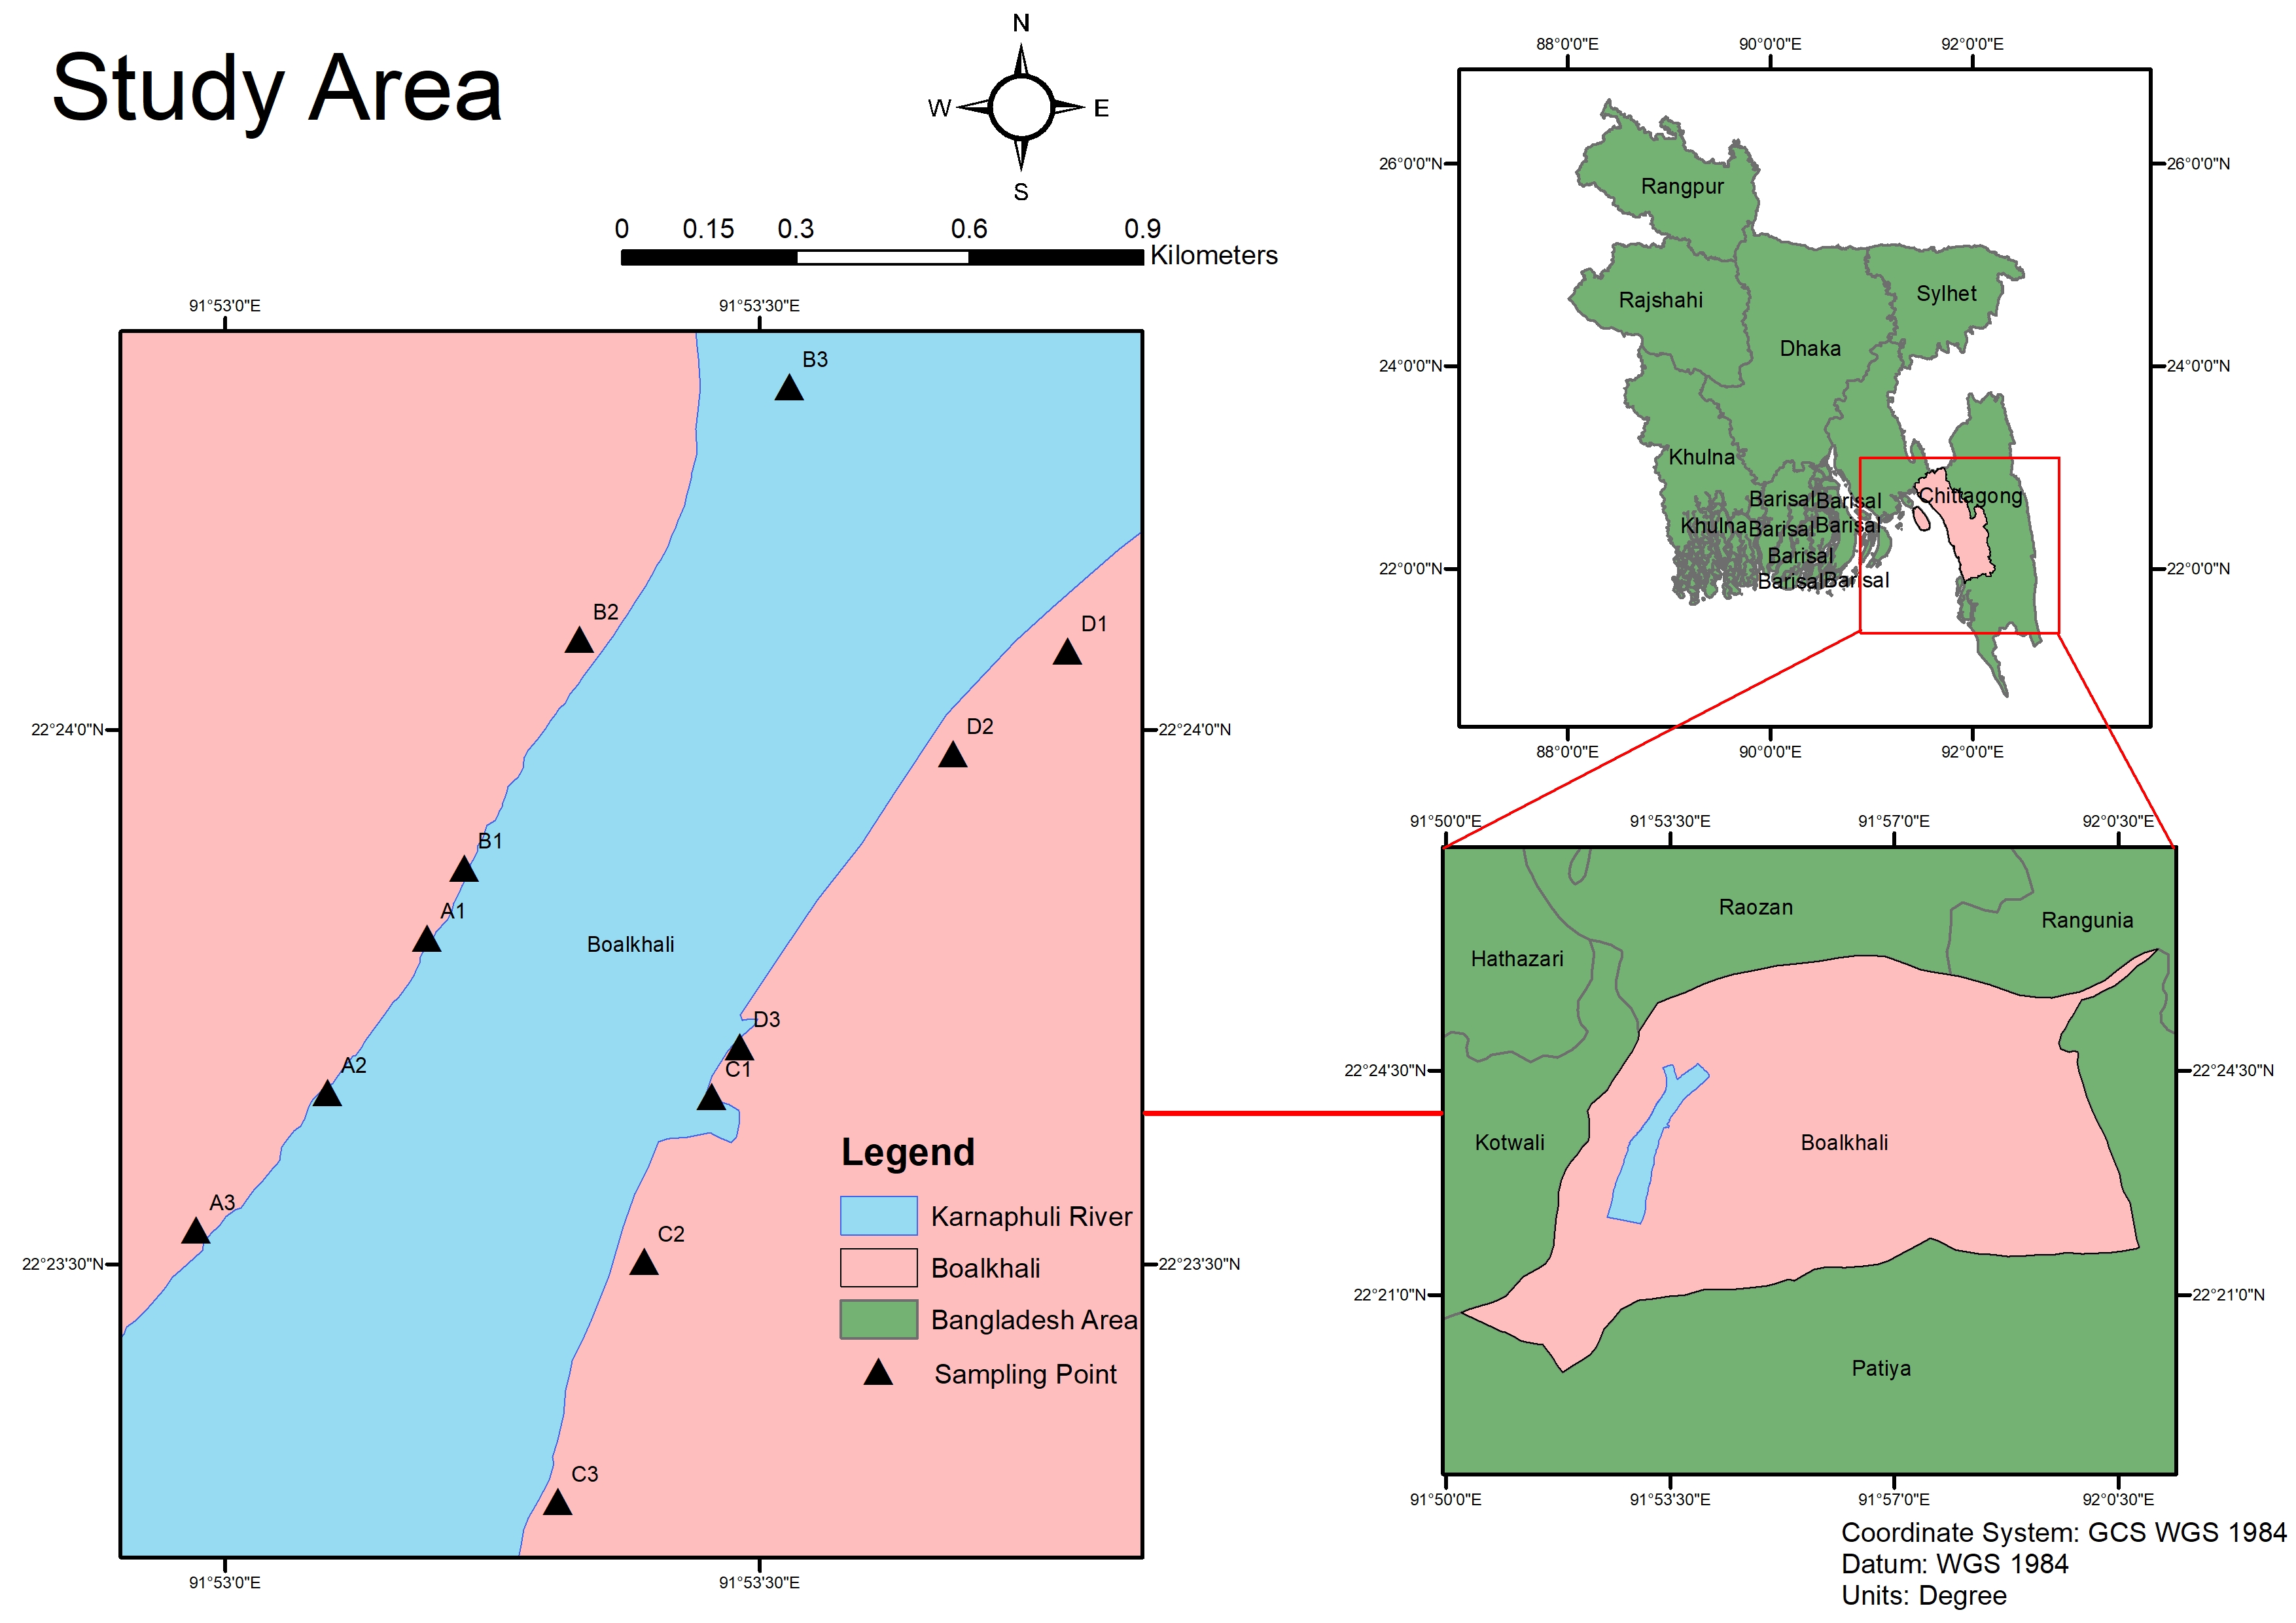 Study Area
N
W
E
S
0 0.15 0.3 0.6 0.9
Kilometers
91°53'0"E 91°53'30"E
B3
B2
D1
22°24'0"N 22°24'0"N
D2
B1
A1
Boalkhali
D3
A2
C1
A3
C2
22°23'30"N 22°23'30"N
C3
Legend
Karnaphuli River
Boalkhali
Bangladesh Area
Sampling Point
91°53'0"E 91°53'30"E
88°0'0"E 90°0'0"E 92°0'0"E
26°0'0"N 26°0'0"N
Rangpur
Rajshahi
Sylhet
Dhaka
24°0'0"N 24°0'0"N
Khulna
Chittagong
Barisal Barisal
Khulna Barisal Barisal
Barisal
22°0'0"N 22°0'0"N
Barisal Barisal
88°0'0"E 90°0'0"E 92°0'0"E
91°50'0"E 91°53'30"E 91°57'0"E 92°0'30"E
Raozan
Rangunia
Hathazari
22°24'30"N 22°24'30"N
Kotwali
Boalkhali
22°21'0"N 22°21'0"N
Patiya
91°50'0"E 91°53'30"E 91°57'0"E 92°0'30"E
Coordinate System: GCS WGS 1984
Datum: WGS 1984
Units: Degree